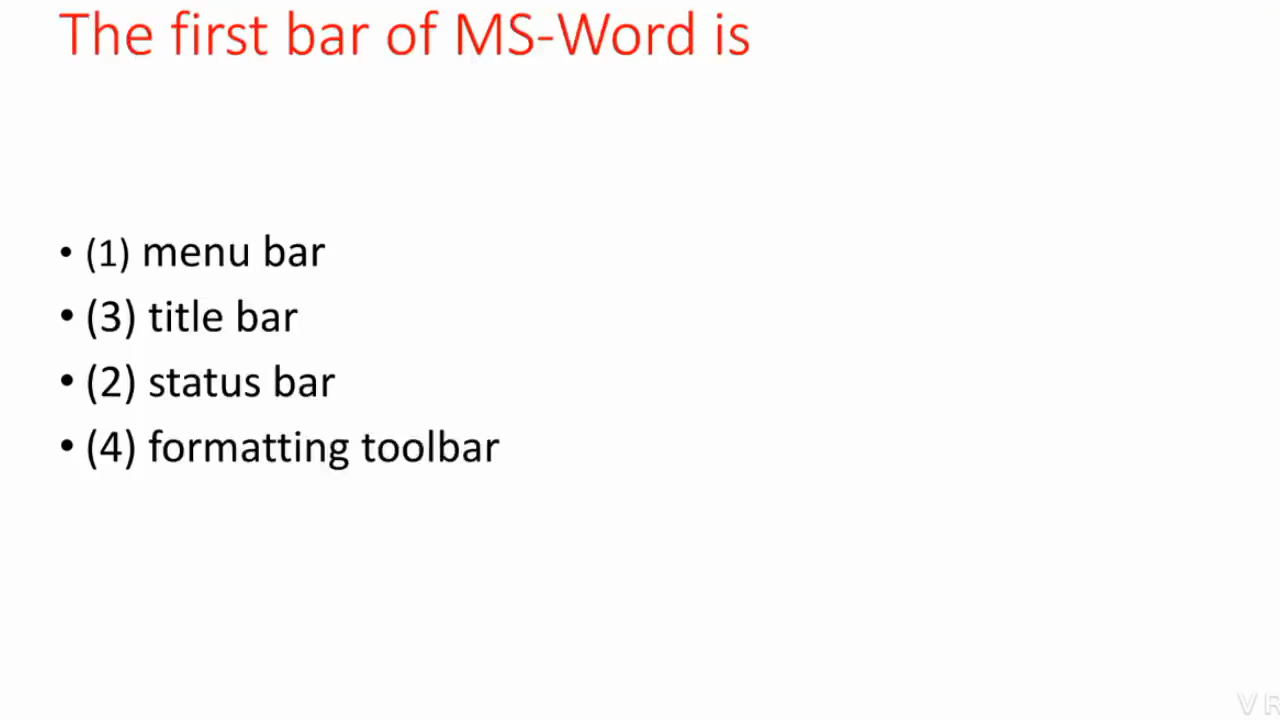 The first bar of MS-Word is
• (1) menu bar
• (3) title bar
• (2) status bar
• (4) formatting toolbar
V R